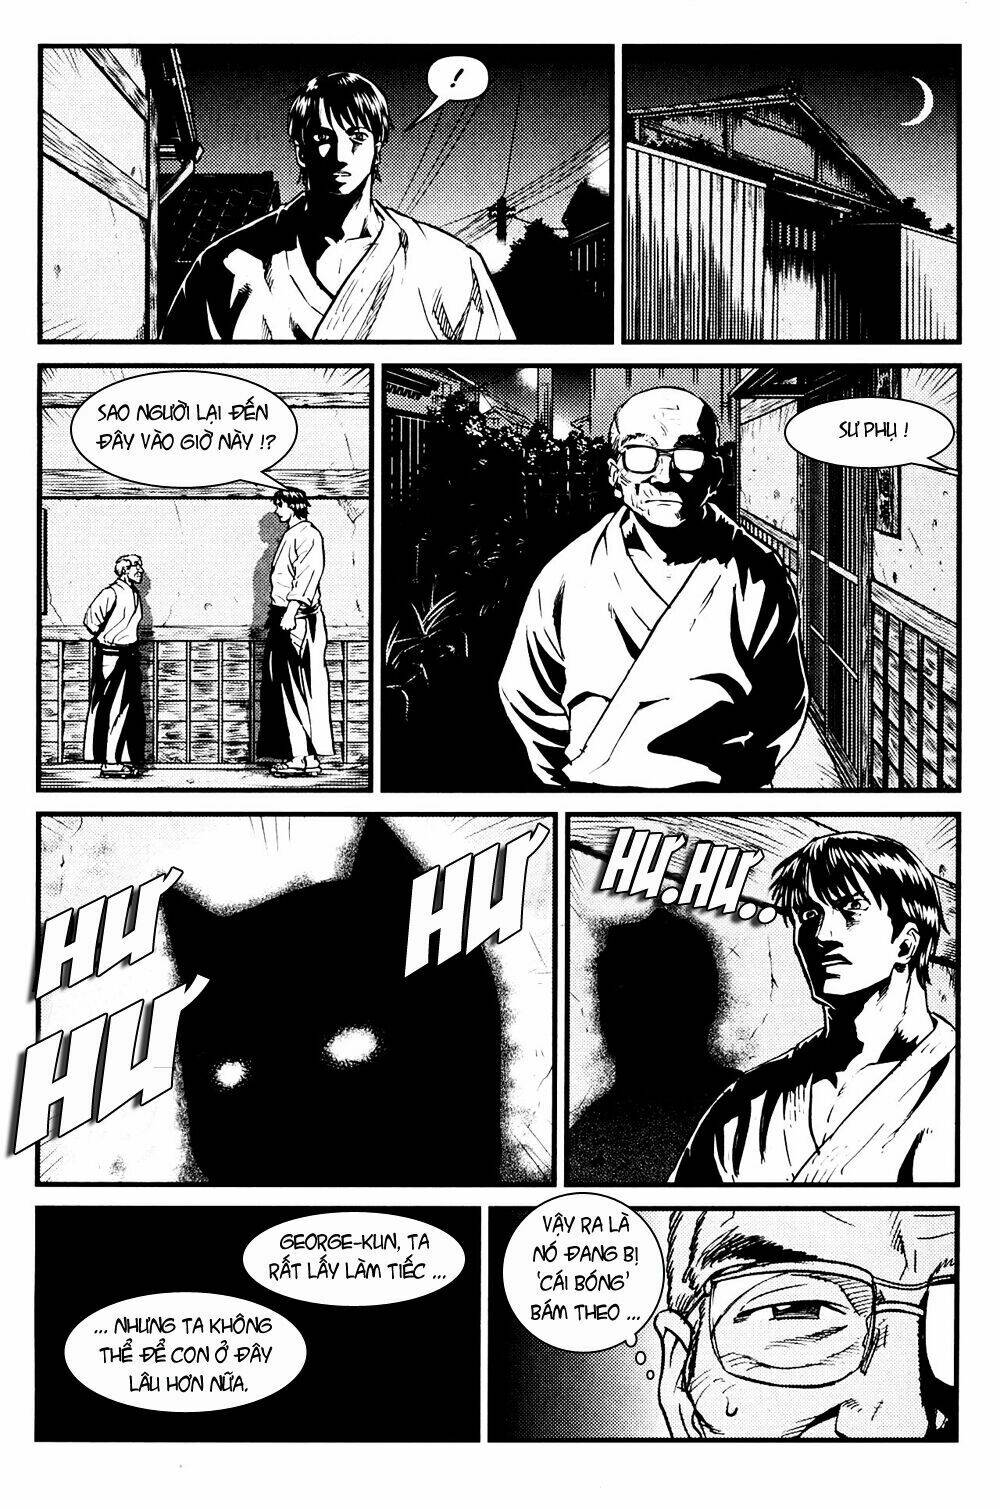 !
SAO NGƯỜI LẠI ĐẾN
ĐÂY VÀO GIỜ NÀY !?
SƯ PHỤ !
HƯ
HƯ
HƯ
HƯ.HƯ..
GEORGE-KUN, TA
RẤT LẤY LÀM TIẾC ...
... NHƯNG TA KHÔNG
THỂ ĐỂ CON Ở ĐÂY
LÂU HƠN NỮA.
VẬY RA LÀ
NÓ ĐANG BỊ
'CÁI BÓNG'
BÁM THEO ...